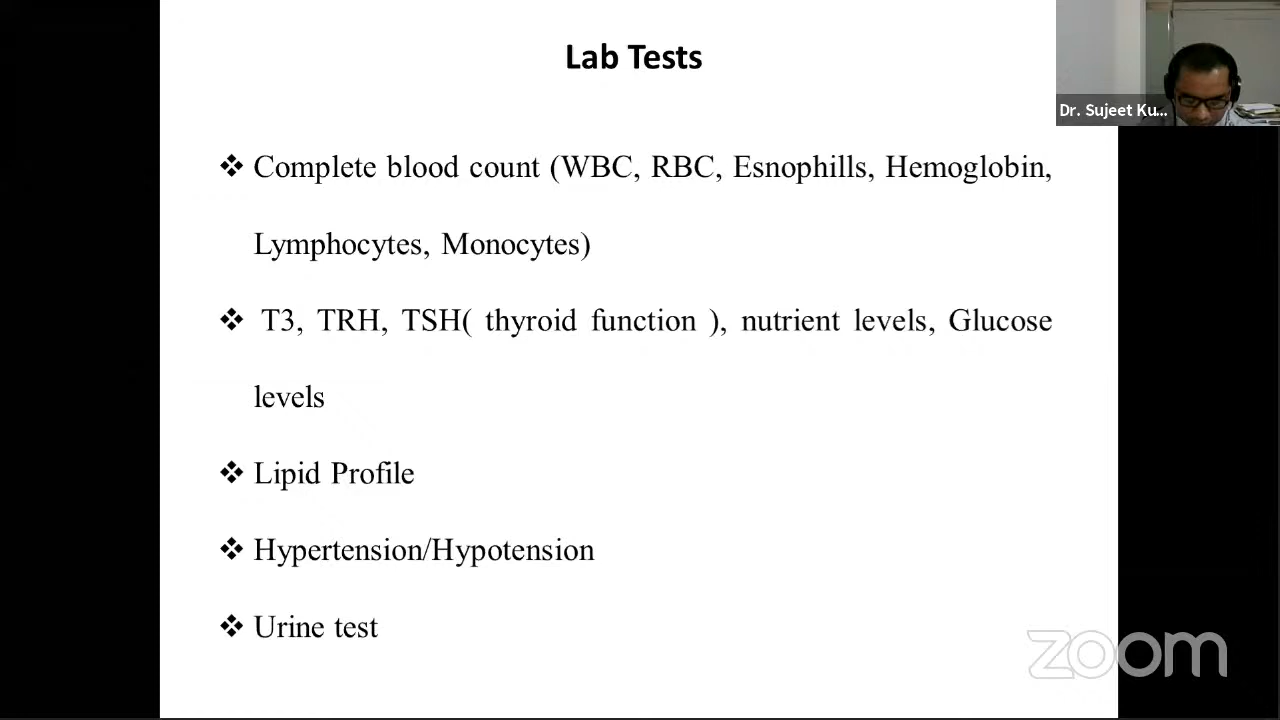 Lab Tests
Dr. Sujeet Ku...
❖ Complete blood count (WBC, RBC, Esnophills, Hemoglobin,
Lymphocytes, Monocytes)
❖ T3, TRH, TSH( thyroid function ), nutrient levels, Glucose
levels
❖ Lipid Profile
❖ Hypertension/Hypotension
❖ Urine test
zoom